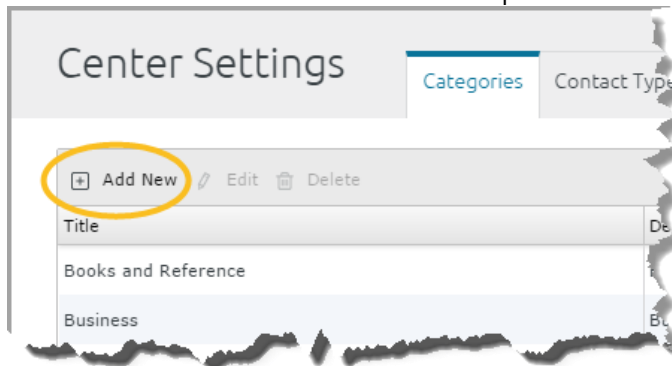 Center Settings
Categories Contact Type
Add New Edit Delete
Title
Books and Reference
Business